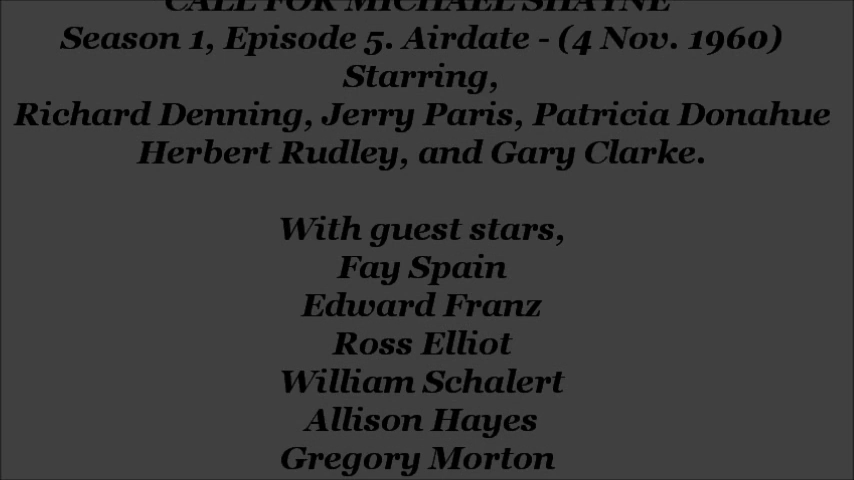 CALL FOR MICHAEL SHAYNE
Season 1, Episode 5. Airdate - (4 Nov. 1960)
Starring,
Richard Denning, Jerry Paris, Patricia Donahue
Herbert Rudley, and Gary Clarke.
With guest stars,
Fay Spain
Edward Franz
Ross Elliot
William Schalert
Allison Hayes
Gregory Morton